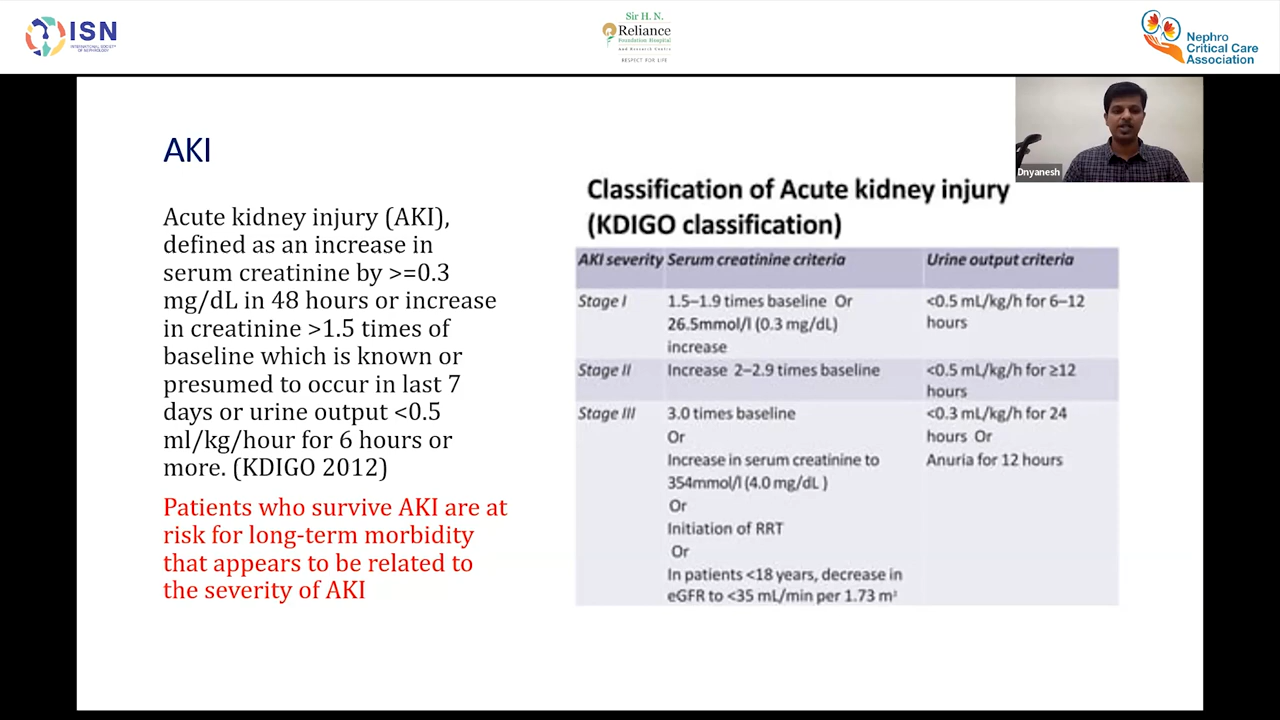 ISN
INTERNATIONAL SOCIETY
OF NEPHROLOGY
Sir H. N.
Reliance
Foundation Hospital
And Research Centre
RESPECT FOR LIFE
Nephro
Critical Care
Association
Dnyanesh
AKI
Acute kidney injury (AKI),
defined as an increase in
serum creatinine by >=0.3
mg/dL in 48 hours or increase
in creatinine >1.5 times of
baseline which is known or
presumed to occur in last 7
days or urine output <0.5
ml/kg/hour for 6 hours or
more. (KDIGO 2012)
Patients who survive AKI are at
risk for long-term morbidity
that appears to be related to
the severity of AKI
Classification of Acute kidney injury
(KDIGO classification)
AKI severity Serum creatinine criteria Urine output criteria
Stage I 1.5–1.9 times baseline Or <0.5 mL/kg/h for 6–12
26.5mmol/l (0.3 mg/dL) hours
increase
Stage II Increase 2–2.9 times baseline <0.5 mL/kg/h for ≥12
hours
Stage III 3.0 times baseline <0.3 mL/kg/h for 24
Or hours Or
Increase in serum creatinine to Anuria for 12 hours
354mmol/l (4.0 mg/dL )
Or
Initiation of RRT
Or
In patients <18 years, decrease in
eGFR to <35 mL/min per 1.73 m²